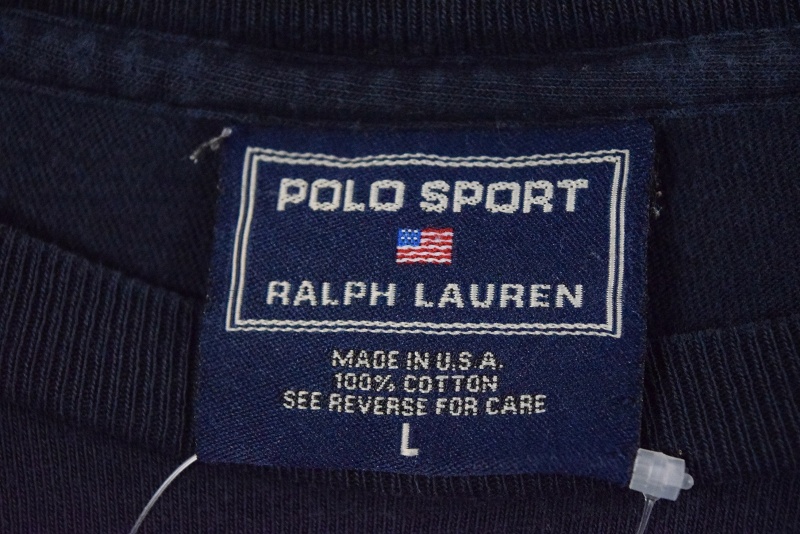 POLO SPORT
RALPH LAUREN
MADE IN U.S.A.
100% COTTON
SEE REVERSE FOR CARE
L